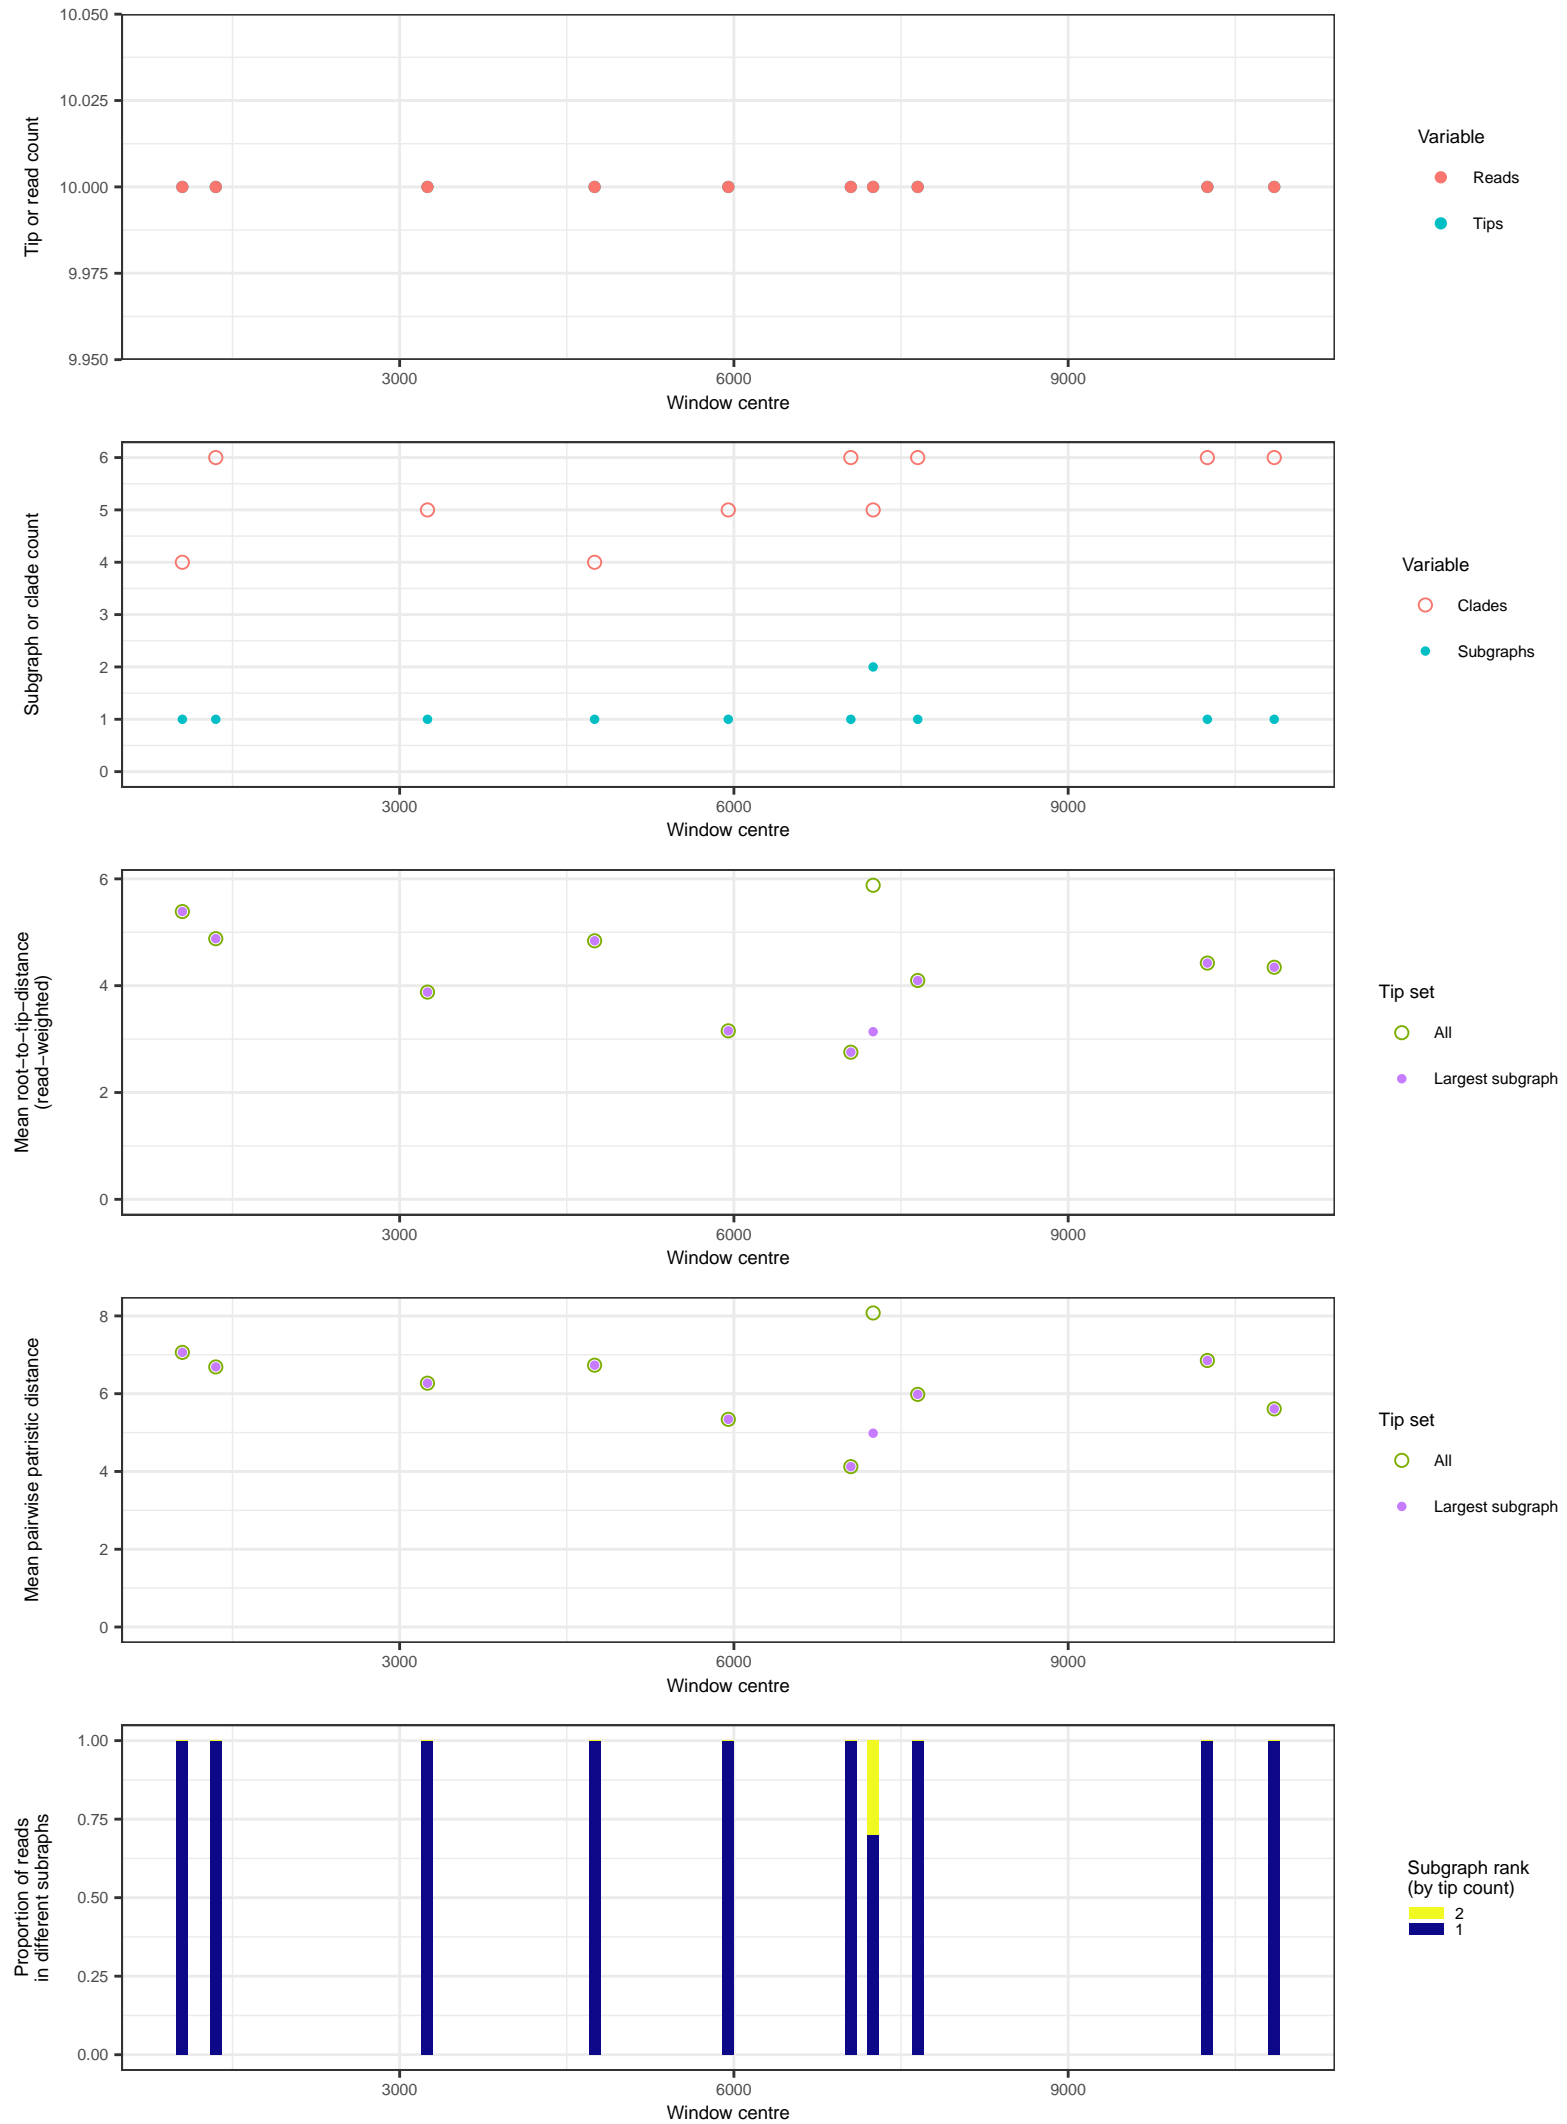 10.050
10.025
10.000
9.975
9.950
Tip or read count
3000 6000 9000
Window centre
Variable
Reads
Tips
6
5
4
3
2
1
0
Subgraph or clade count
3000 6000 9000
Window centre
Variable
Clades
Subgraphs
6
4
2
0
Mean root−to−tip−distance
(read−weighted)
3000 6000 9000
Window centre
Tip set
All
Largest subgraph
8
6
4
2
0
Mean pairwise patristic distance
3000 6000 9000
Window centre
Tip set
All
Largest subgraph
1.00
0.75
0.50
0.25
0.00
Proportion of reads
in different subraphs
3000 6000 9000
Window centre
Subgraph rank
(by tip count)
2
1